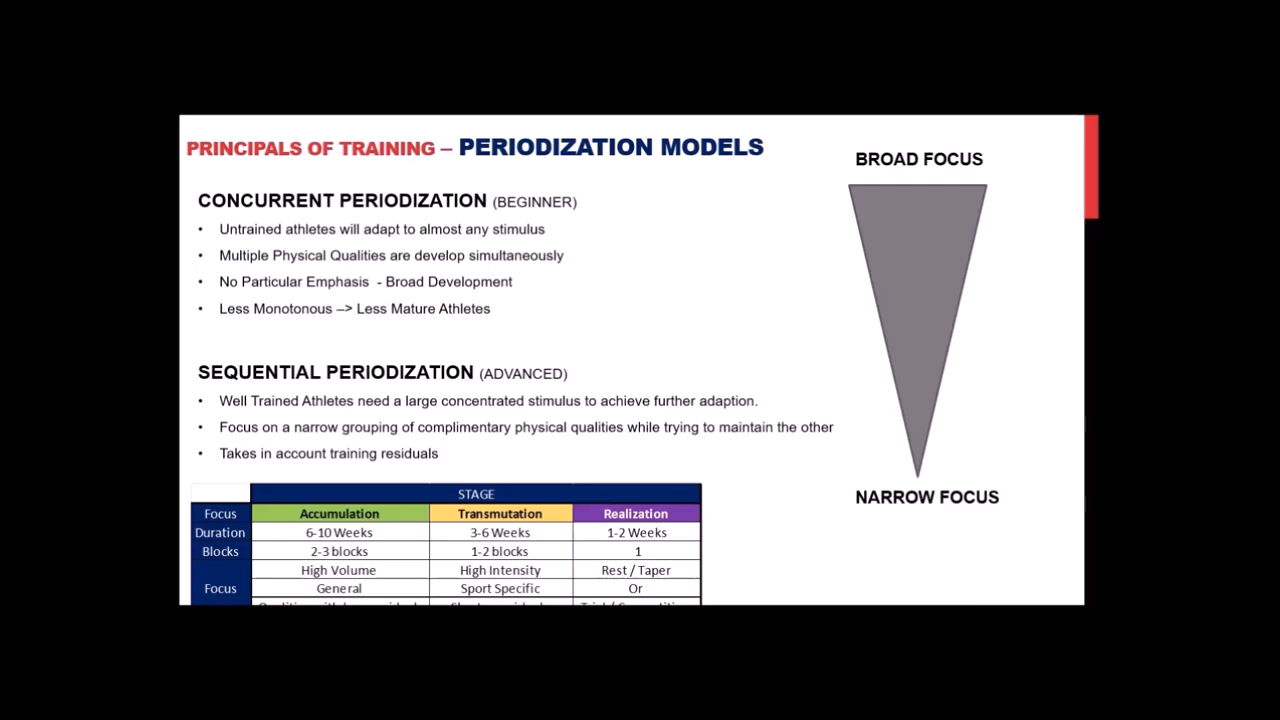 PRINCIPALS OF TRAINING – PERIODIZATION MODELS
BROAD FOCUS
CONCURRENT PERIODIZATION (BEGINNER)
• Untrained athletes will adapt to almost any stimulus
• Multiple Physical Qualities are develop simultaneously
• No Particular Emphasis - Broad Development
• Less Monotonous –> Less Mature Athletes
SEQUENTIAL PERIODIZATION (ADVANCED)
• Well Trained Athletes need a large concentrated stimulus to achieve further adaption.
• Focus on a narrow grouping of complimentary physical qualities while trying to maintain the other
• Takes in account training residuals
NARROW FOCUS
STAGE
Focus Accumulation Transmutation Realization
Duration 6-10 Weeks 3-6 Weeks 1-2 Weeks
Blocks 2-3 blocks 1-2 blocks 1
High Volume High Intensity Rest / Taper
Focus General Sport Specific Or